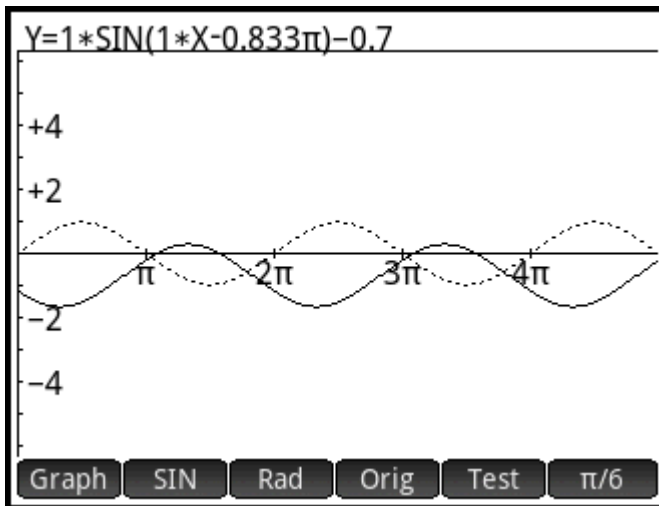 Y=1*SIN(1*X-0.833π)-0.7
+4
+2
π 2π 3π 4π
-2
-4
Graph SIN Rad Orig Test π/6